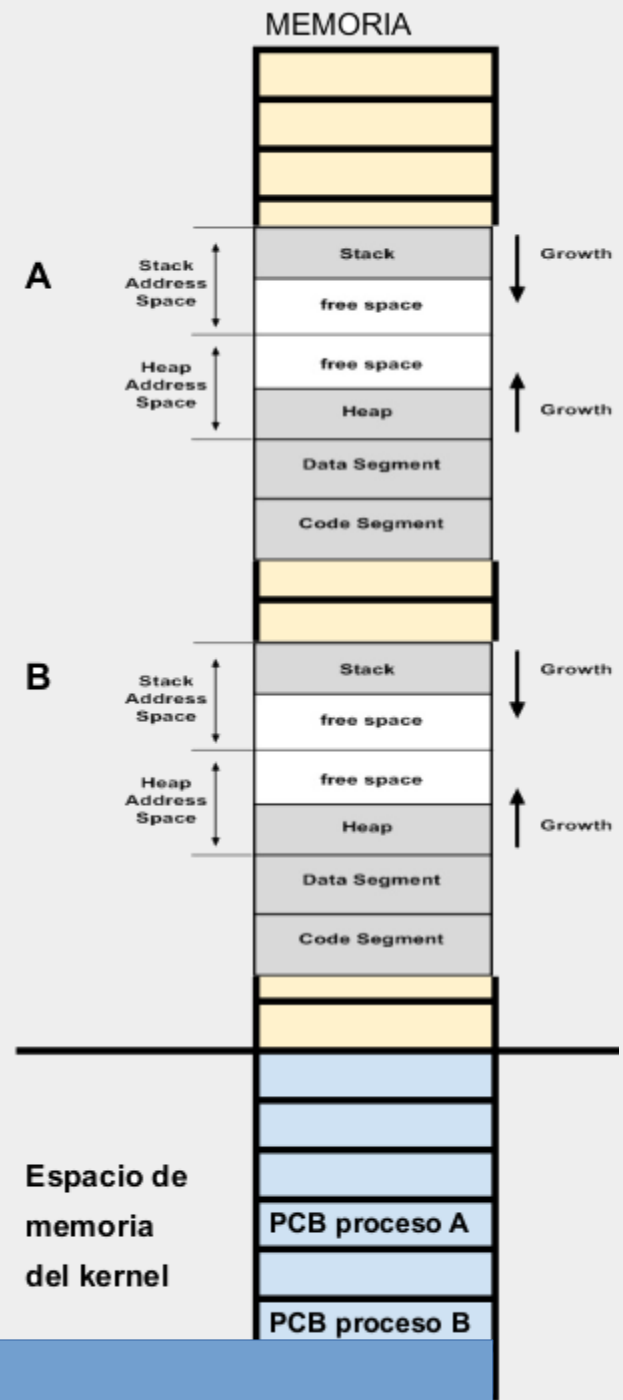 MEMORIA
A
Stack
Address
Space
Stack
Growth
free space
Heap
Address
Space
free space
Heap
Growth
Data Segment
Code Segment
B
Stack
Address
Space
Stack
Growth
free space
Heap
Address
Space
free space
Heap
Growth
Data Segment
Code Segment
Espacio de
memoria
del kernel
PCB proceso A
PCB proceso B